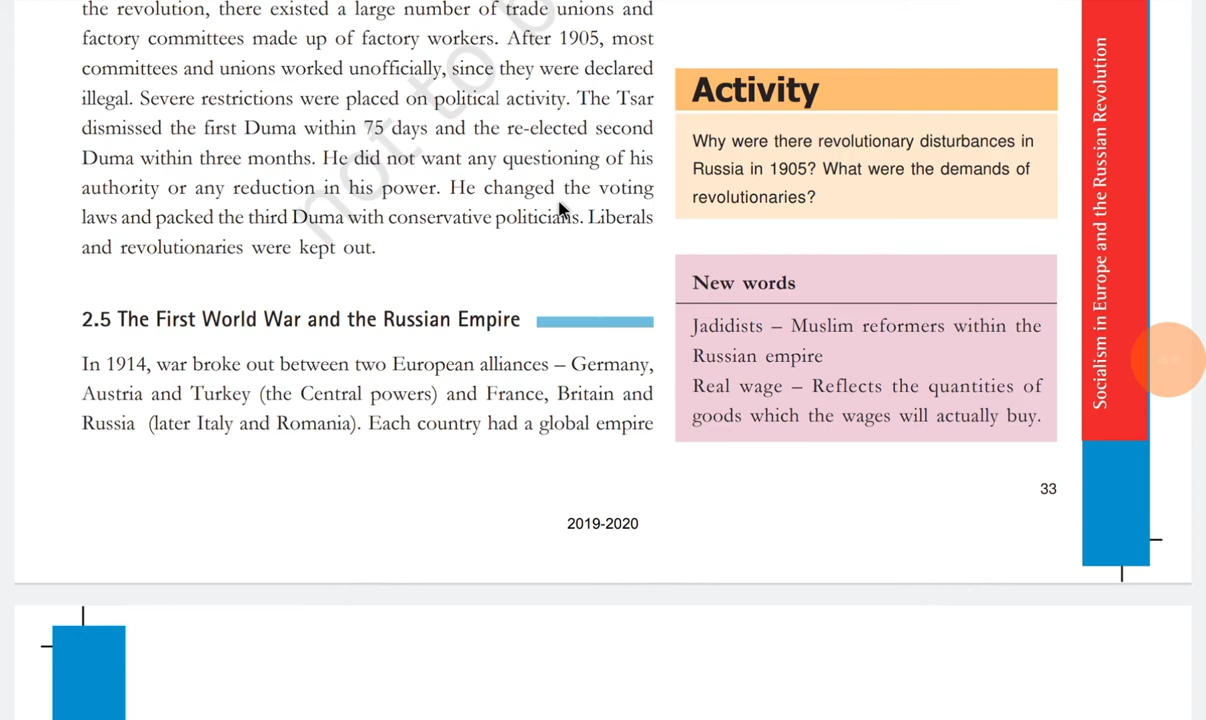 the revolution, there existed a large number of trade unions and
factory committees made up of factory workers. After 1905, most
committees and unions worked unofficially, since they were declared
illegal. Severe restrictions were placed on political activity. The Tsar
dismissed the first Duma within 75 days and the re-elected second
Duma within three months. He did not want any questioning of his
authority or any reduction in his power. He changed the voting
laws and packed the third Duma with conservative politicians. Liberals
and revolutionaries were kept out.
2.5 The First World War and the Russian Empire
In 1914, war broke out between two European alliances – Germany,
Austria and Turkey (the Central powers) and France, Britain and
Russia (later Italy and Romania). Each country had a global empire
Activity
Why were there revolutionary disturbances in
Russia in 1905? What were the demands of
revolutionaries?
New words
Jadidists – Muslim reformers within the
Russian empire
Real wage – Reflects the quantities of
goods which the wages will actually buy.
Socialism in Europe and the Russian Revolution
33
2019-2020
not to b